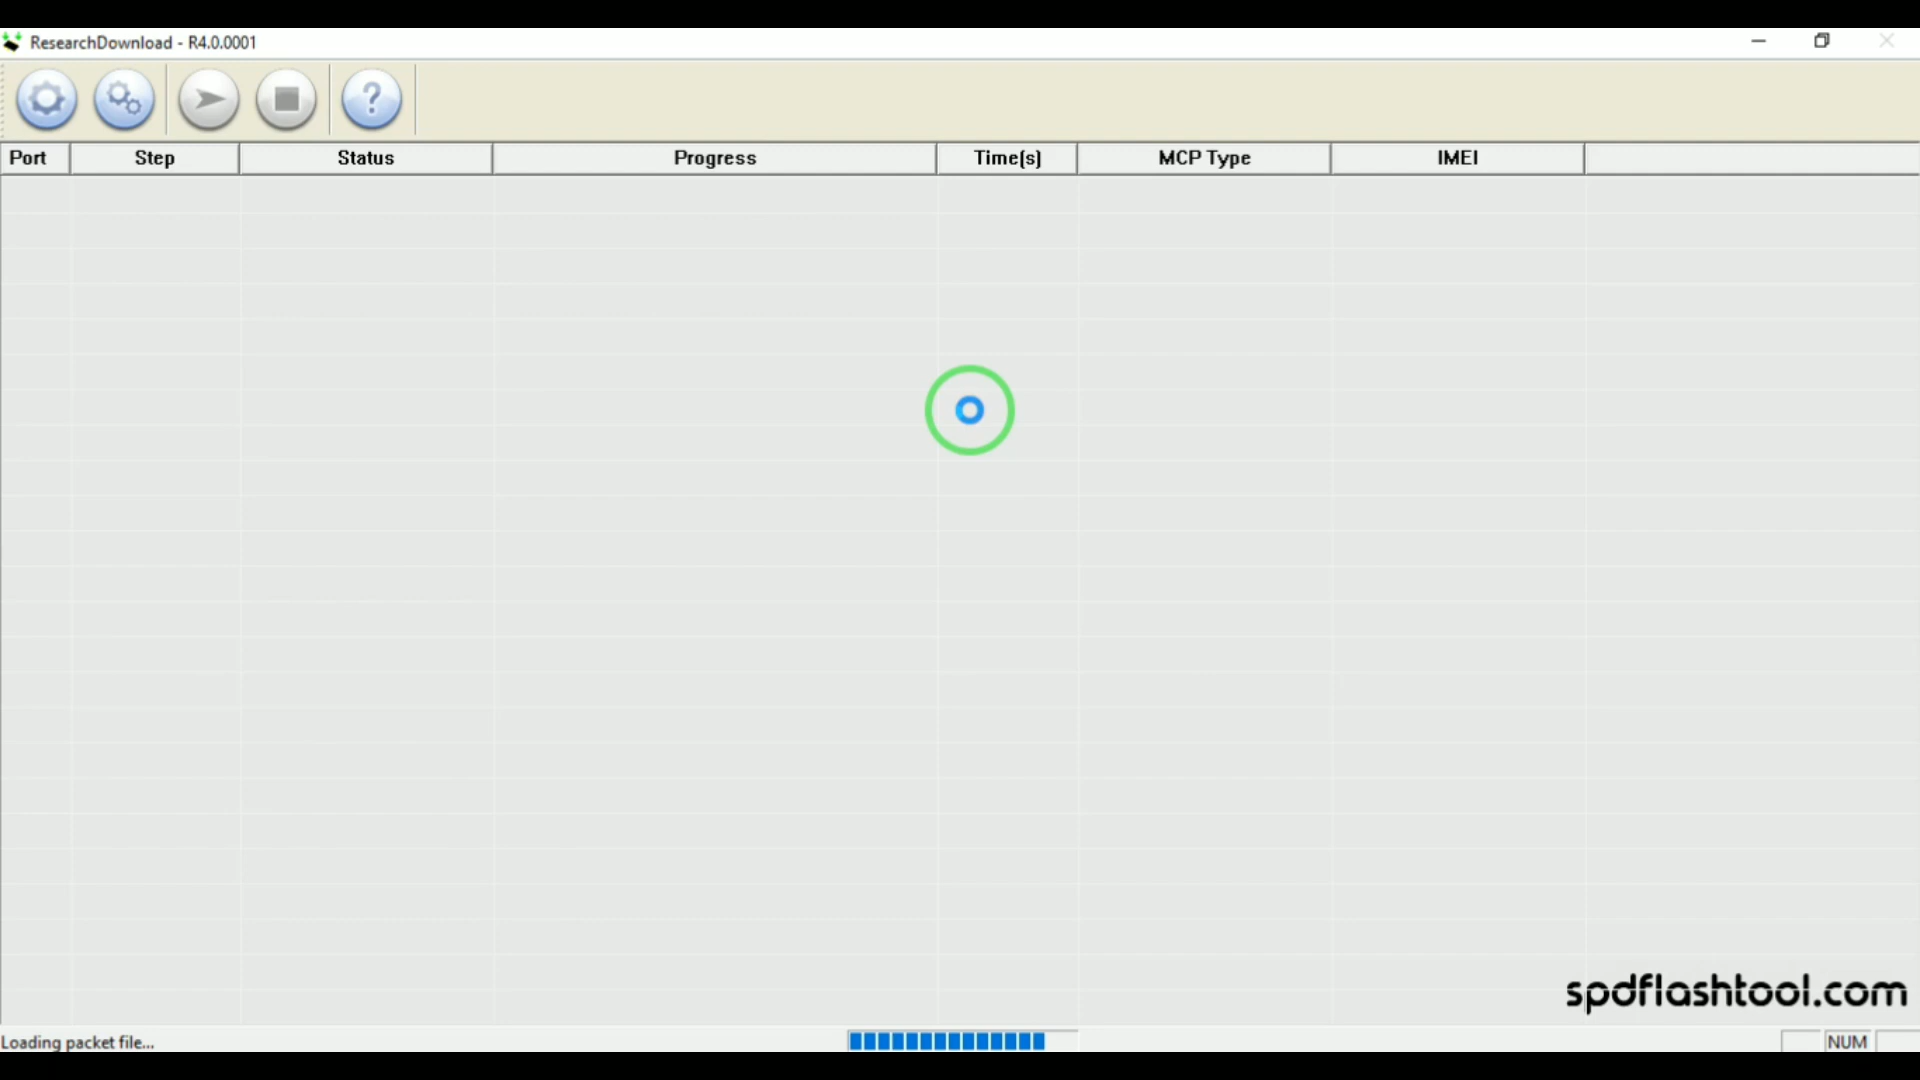 ResearchDownload - R4.0.0001
?
Port Step Status Progress Time(s) MCP Type IMEI
spdflashtool.com
Loading packet file... NUM